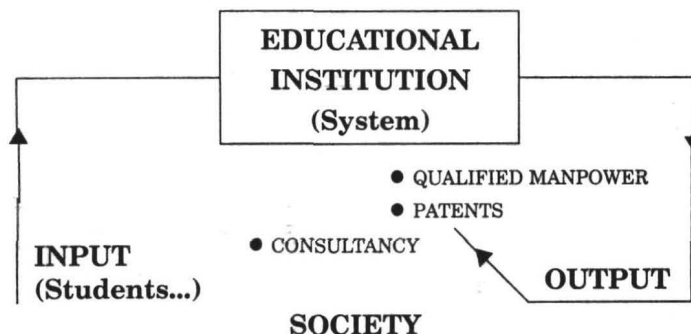 EDUCATIONAL
INSTITUTION
(System)
● QUALIFIED MANPOWER
● PATENTS
● CONSULTANCY
INPUT
(Students...)
OUTPUT
SOCIETY